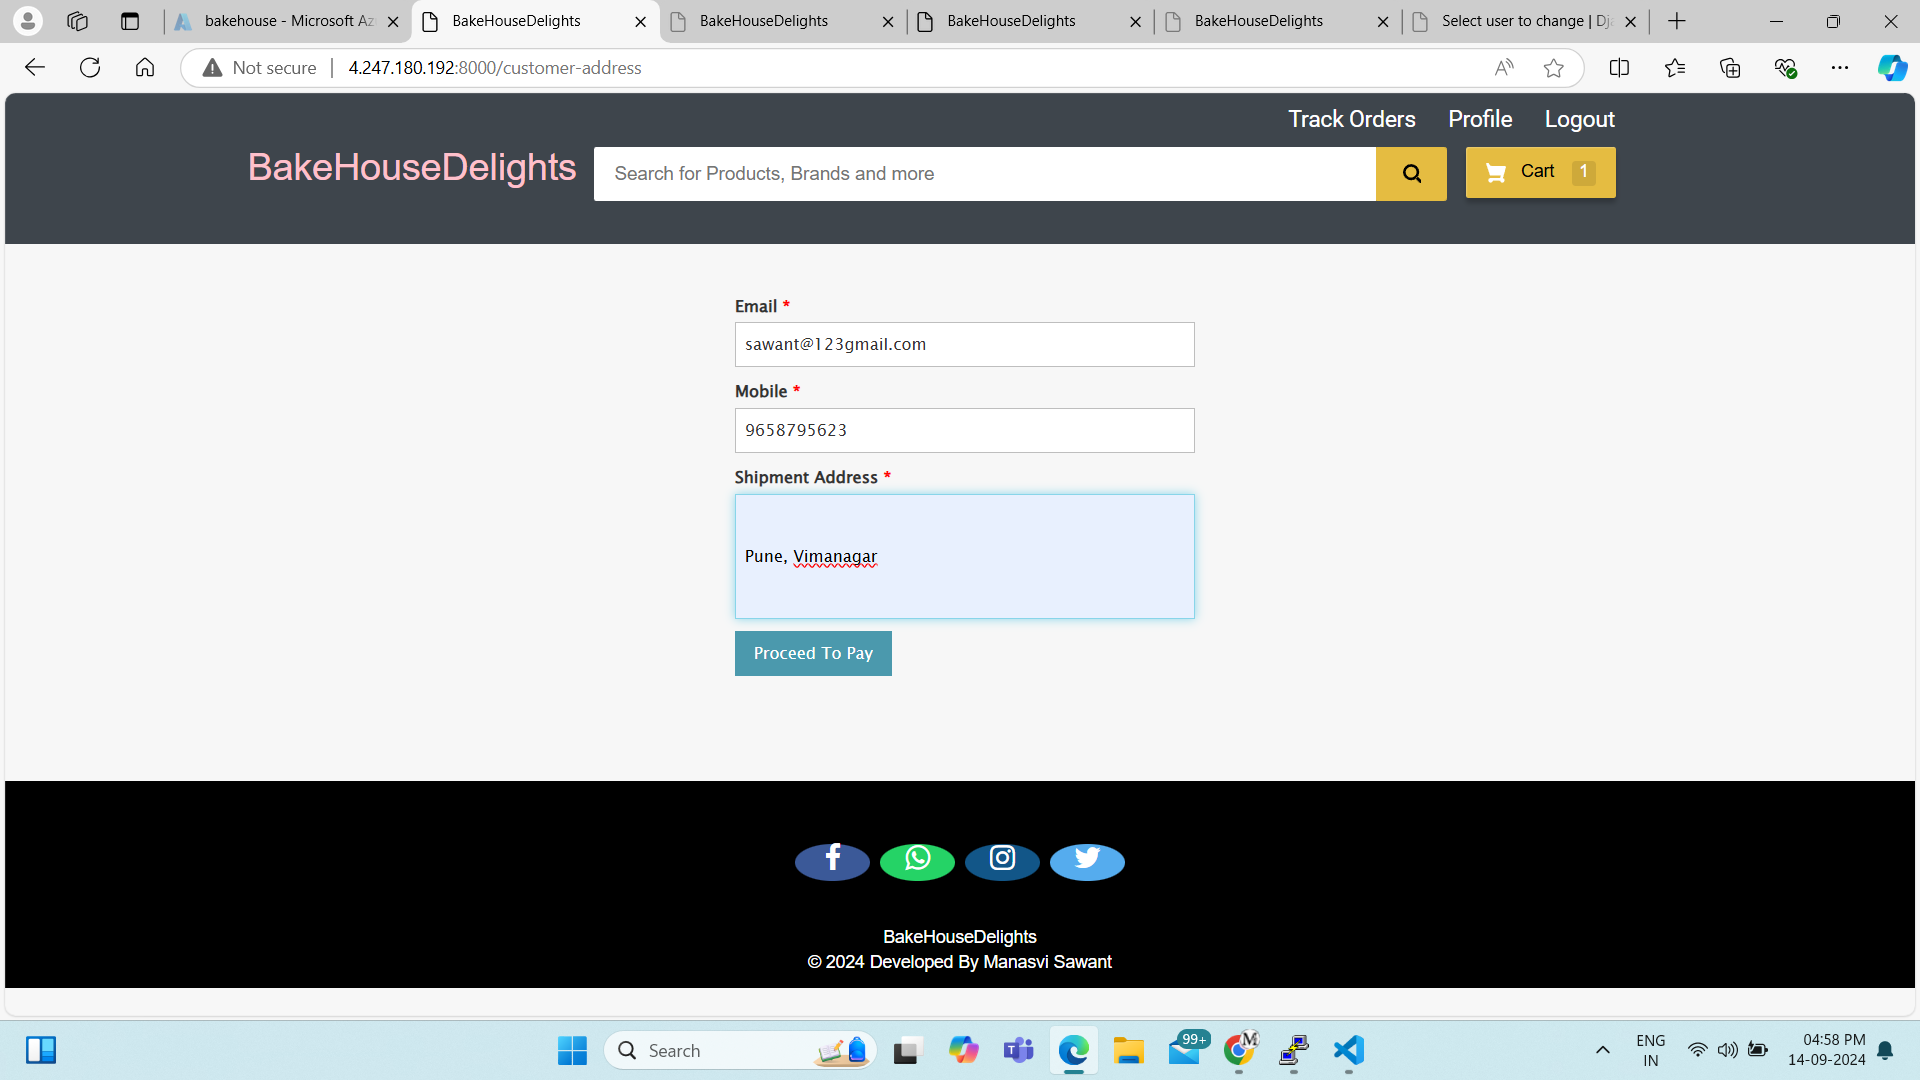 bakehouse - Microsoft Az
BakeHouseDelights
BakeHouseDelights
BakeHouseDelights
BakeHouseDelights
Select user to change | Dja
Not secure
4.247.180.192:8000/customer-address
Track Orders
Profile
Logout
BakeHouseDelights
Search for Products, Brands and more
Cart 1
Email *
sawant@123gmail.com
Mobile *
9658795623
Shipment Address *
Pune, Vimanagar
Proceed To Pay
BakeHouseDelights
© 2024 Developed By Manasvi Sawant
Search
99+
M
ENG
IN
04:58 PM
14-09-2024